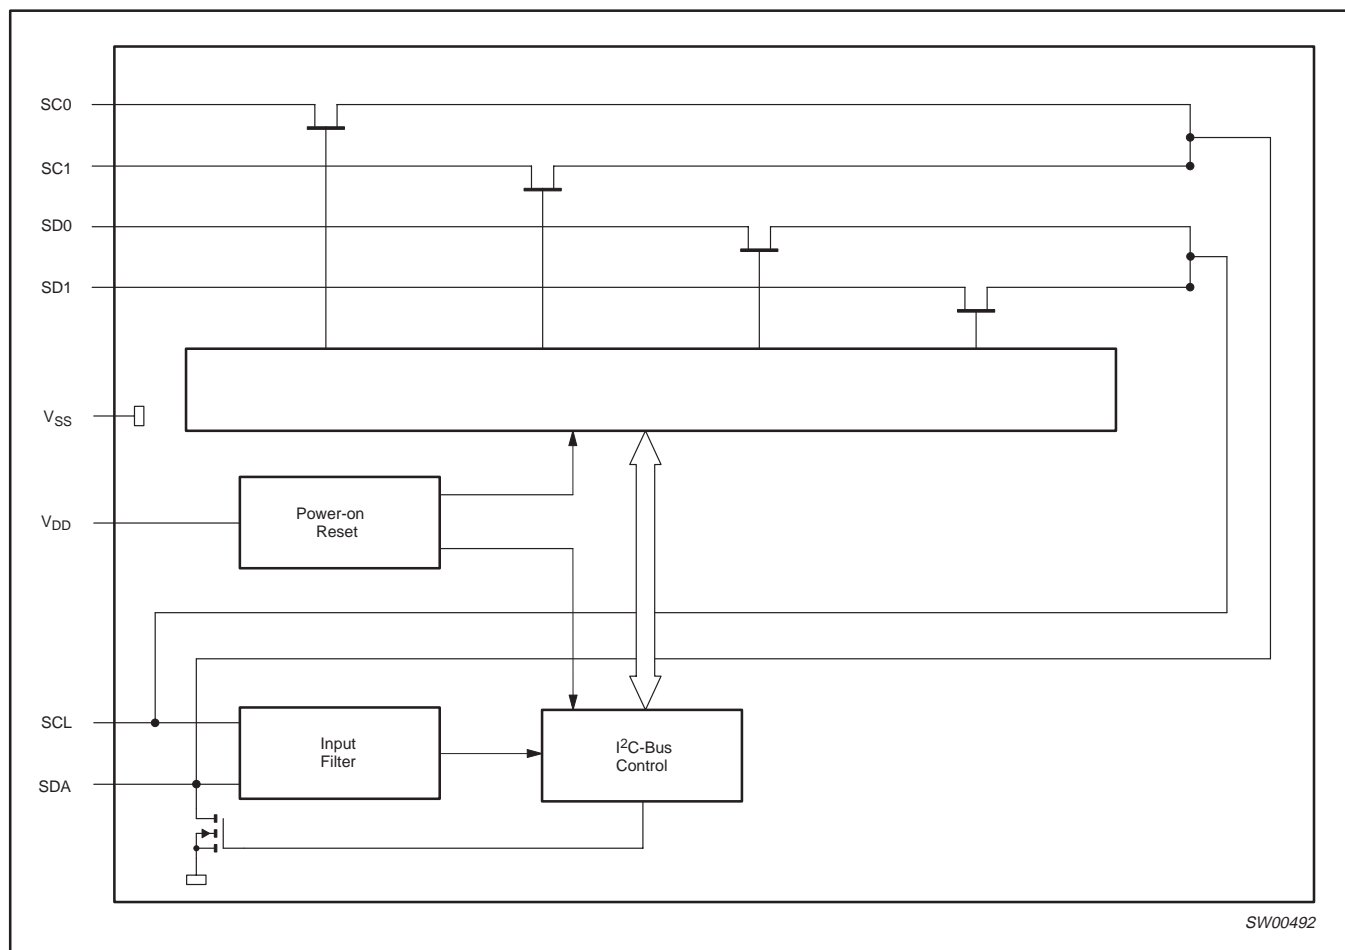 SC0
SC1
SD0
SD1
VSS
VDD
Power-on
Reset
SCL
SDA
Input
Filter
I²C-Bus
Control
SW00492